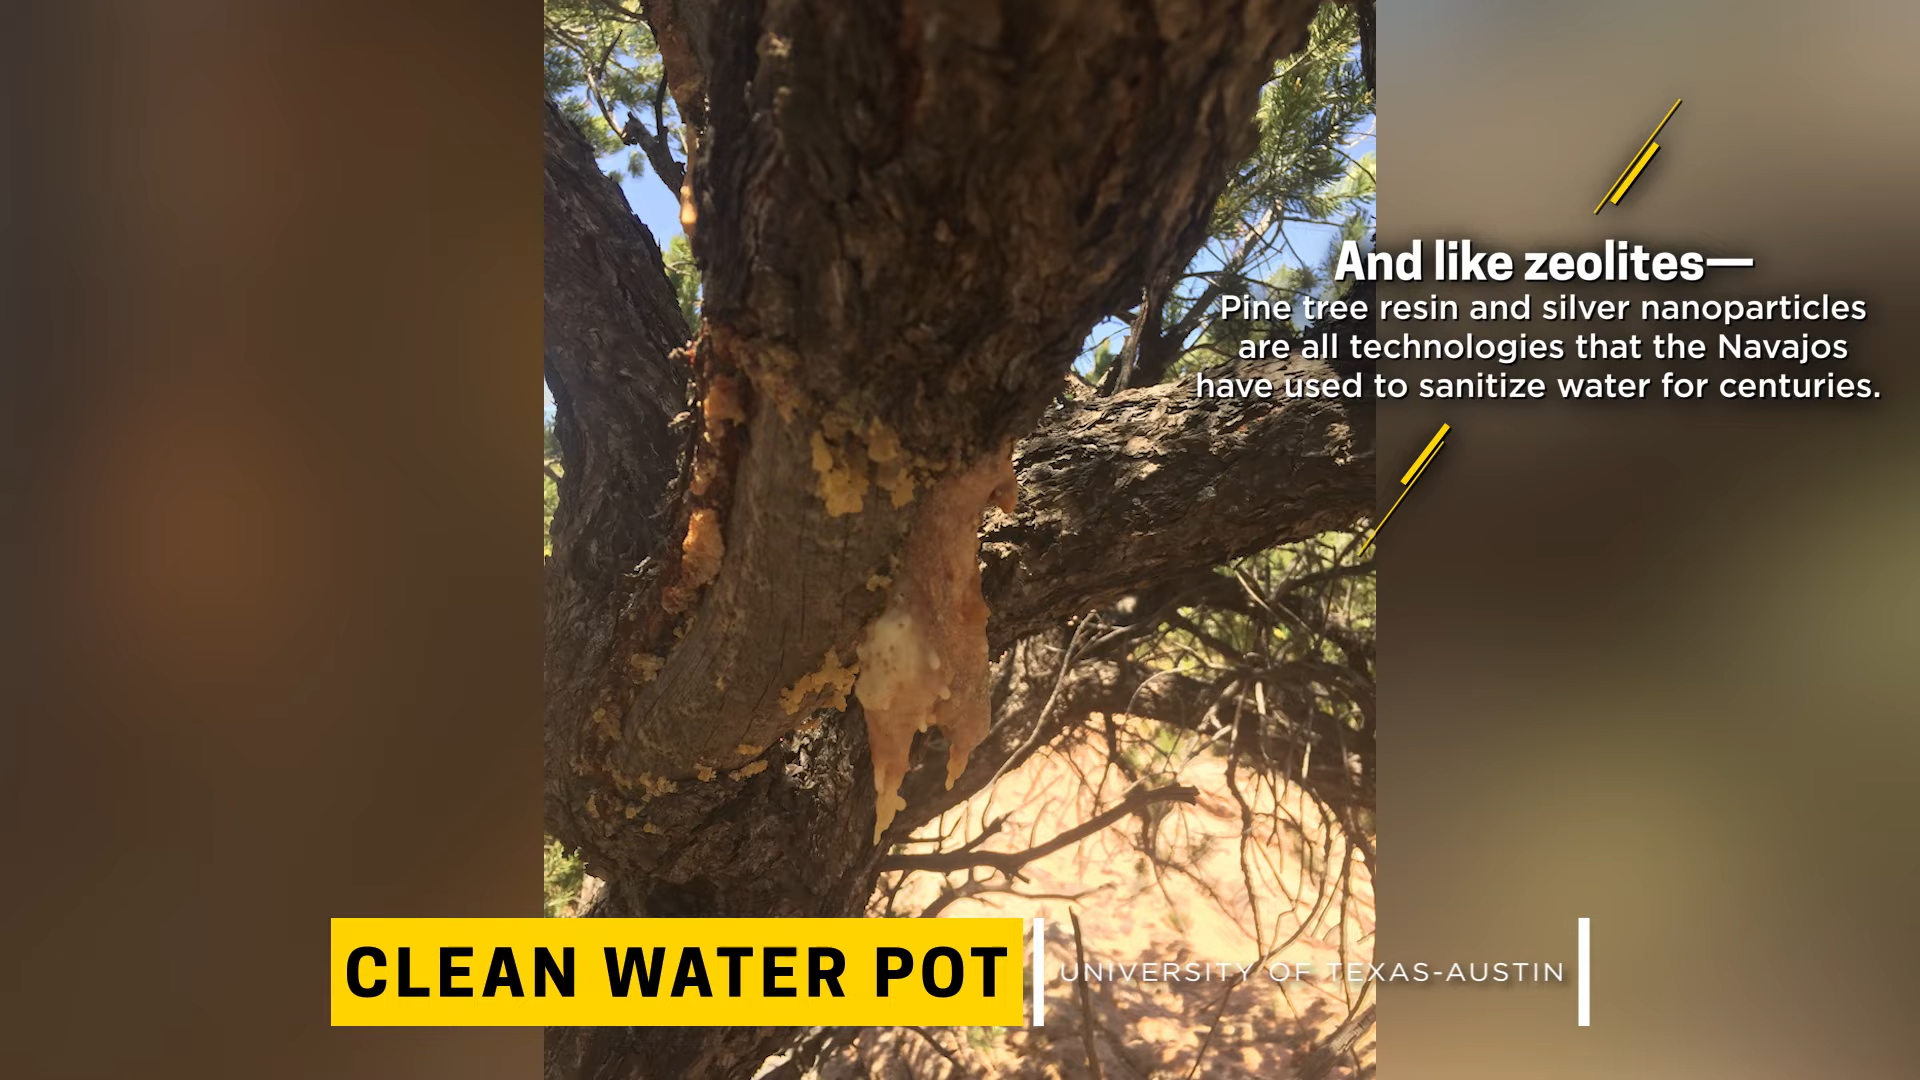 And like zeolites—
Pine tree resin and silver nanoparticles
are all technologies that the Navajos
have used to sanitize water for centuries.
CLEAN WATER POT
UNIVERSITY OF TEXAS-AUSTIN